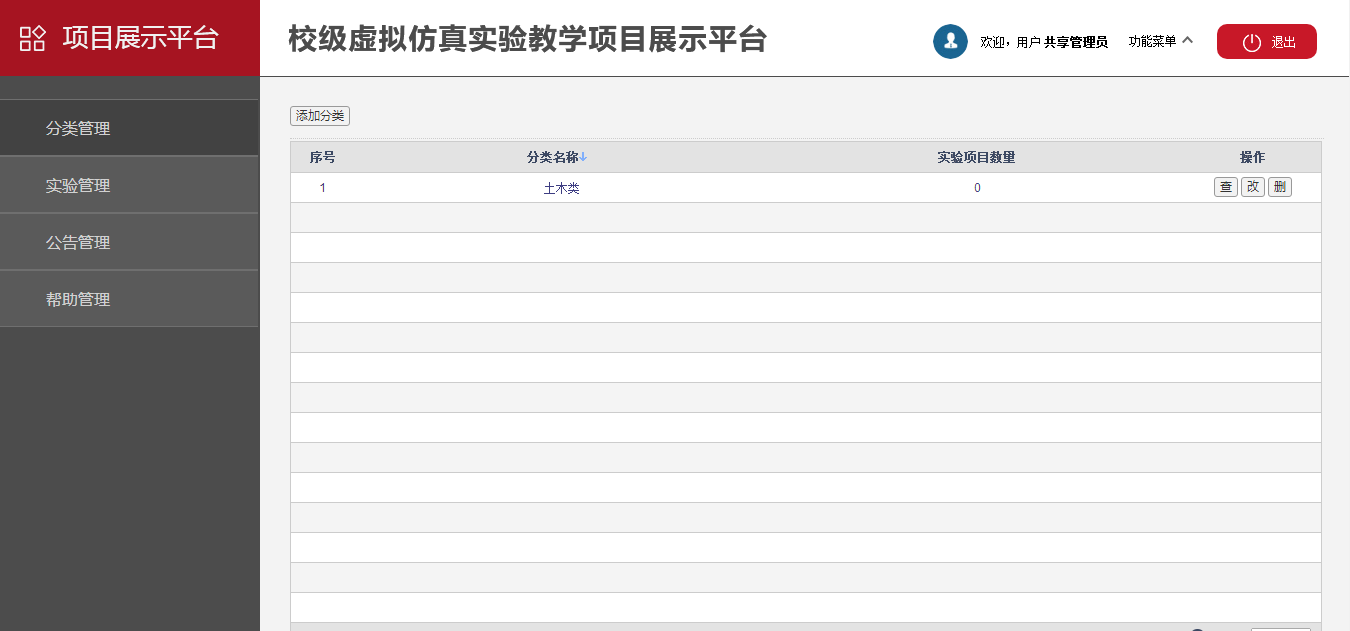 项目展示平台
校级虚拟仿真实验教学项目展示平台
欢迎，用户 共享管理员 功能菜单 退出
分类管理
实验管理
公告管理
帮助管理
添加分类
序号 分类名称↓ 实验项目数量 操作
1 土木类 0 查 改 删